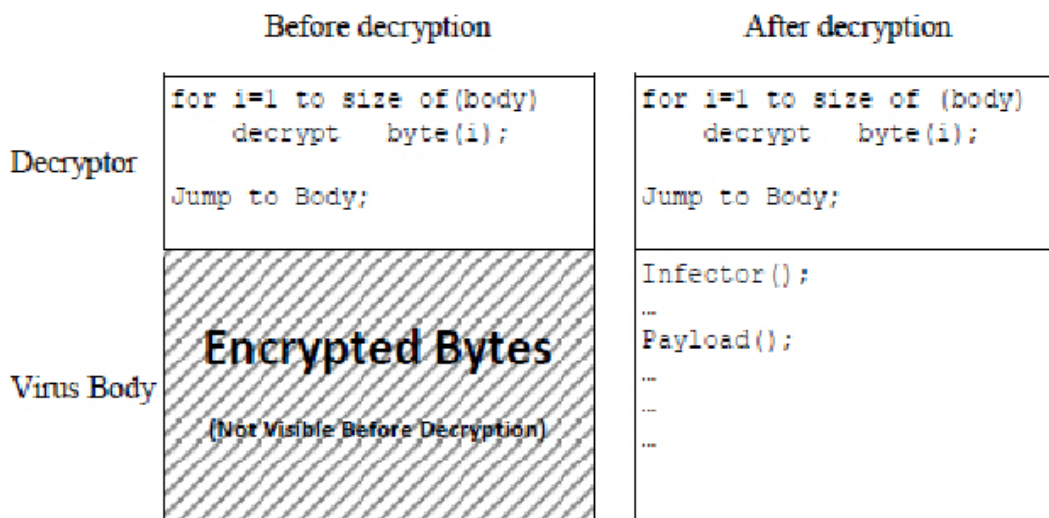 Before decryption
After decryption
Decryptor
for i=1 to size of(body)
decrypt byte(i);
Jump to Body;
for i=1 to size of (body)
decrypt byte(i);
Jump to Body;
Virus Body
Encrypted Bytes
(Not Visible Before Decryption)
Infector();
...
Payload();
...
...
...